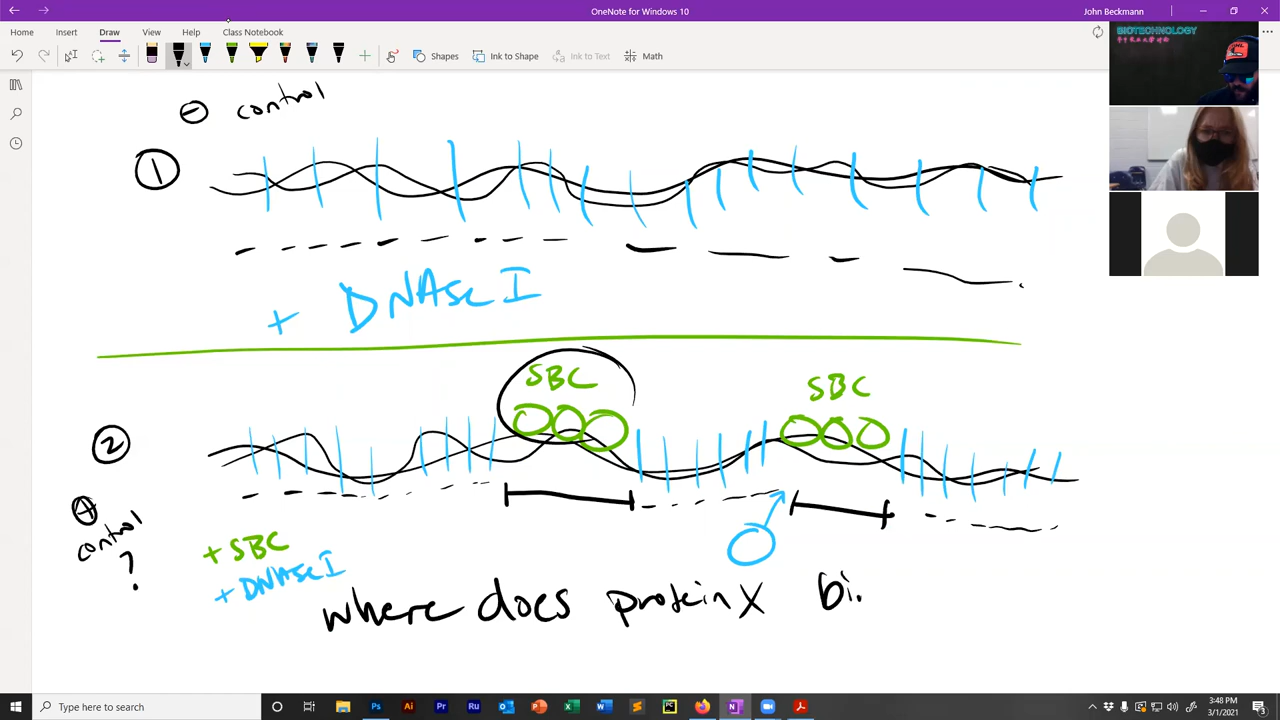 OneNote for Windows 10
John Beckmann
Home Insert Draw View Help Class Notebook
Shapes Ink to Shape Ink to Text Math
BIOTECHNOLOGY
⊖ control
1
+ DNAse I
SBC SBC
2
+
control
?
+ SBC
+ DNAse I
where does protein X bi.
Type here to search
3:48 PM
3/1/2021